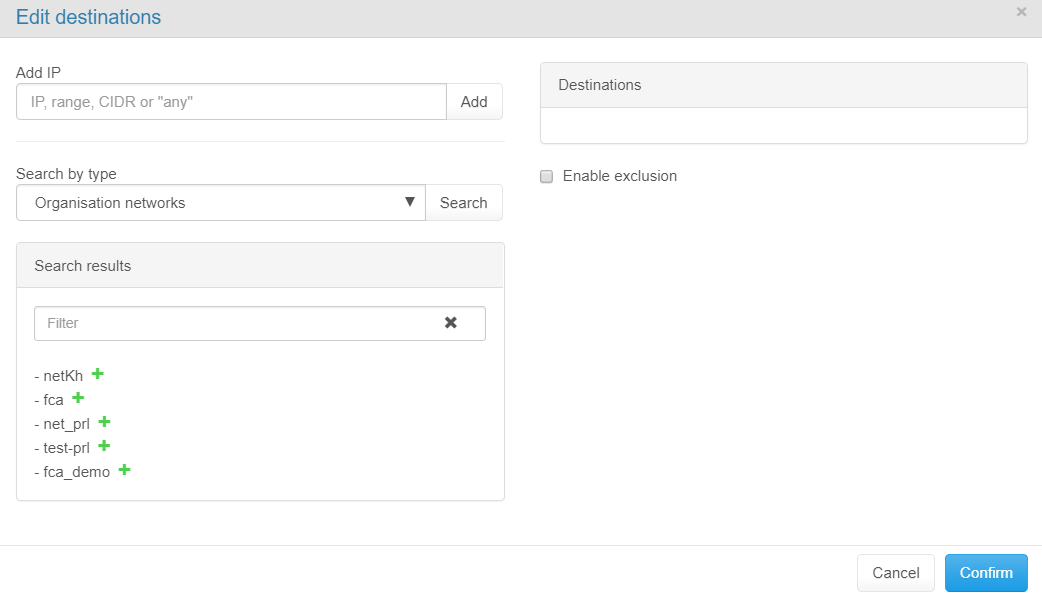 Edit destinations
×
Add IP
IP, range, CIDR or "any"
Add
Search by type
Organisation networks
Search
Search results
Filter
- netKh
- fca
- net_prl
- test-prl
- fca_demo
Destinations
Enable exclusion
Cancel
Confirm